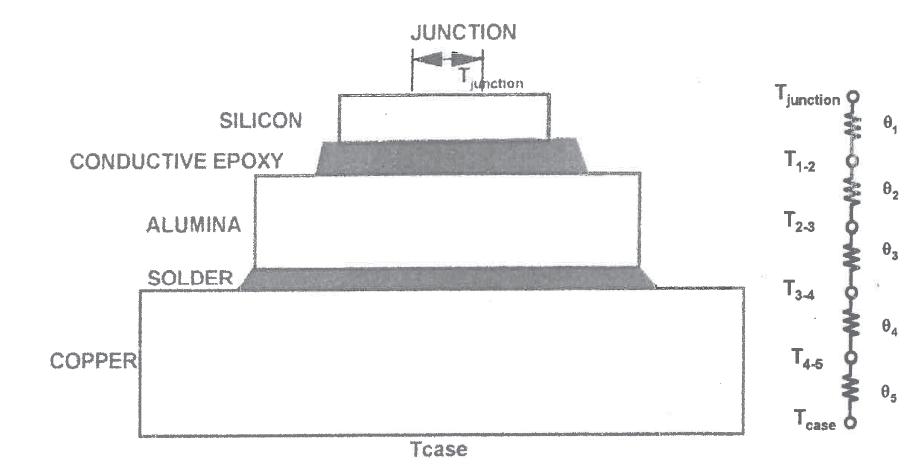 JUNCTION
Tjunction
SILICON
CONDUCTIVE EPOXY
ALUMINA
SOLDER
COPPER
Tcase
Tjunction
θ1
T1-2
θ2
T2-3
θ3
T3-4
θ4
T4-5
θ5
Tcase